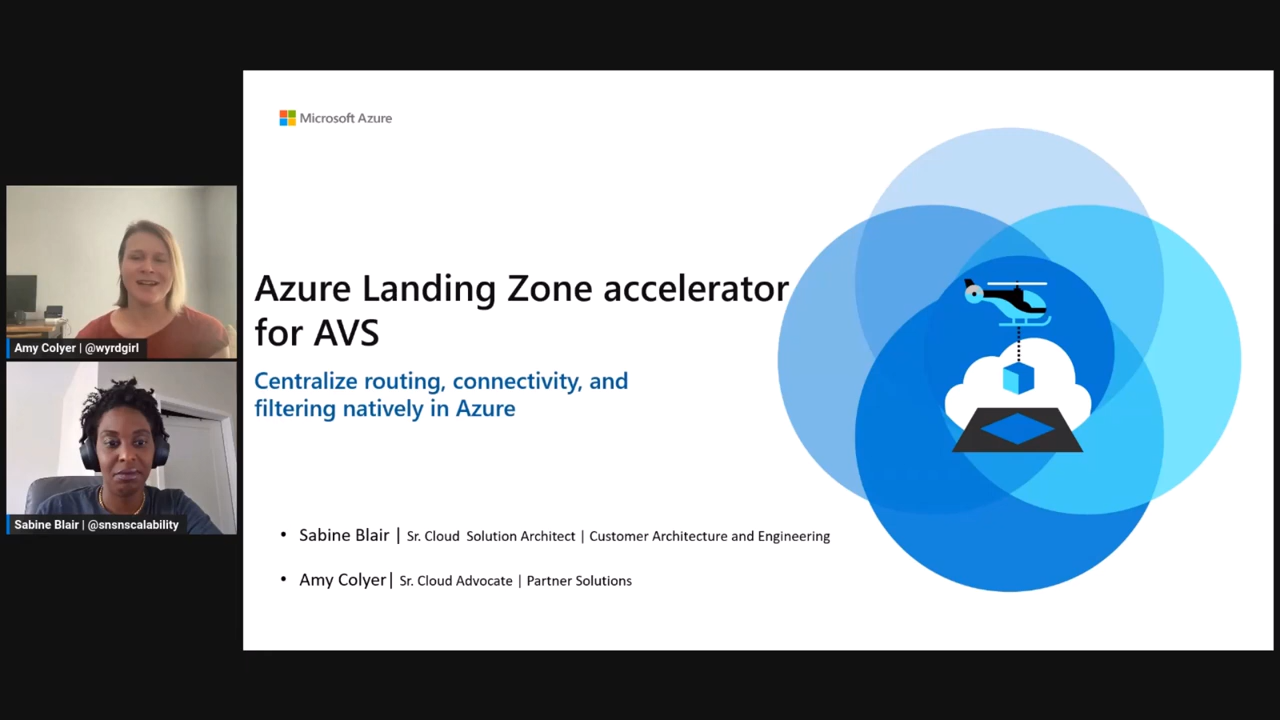 Microsoft Azure
Azure Landing Zone accelerator
for AVS
Centralize routing, connectivity, and
filtering natively in Azure
• Sabine Blair | Sr. Cloud Solution Architect | Customer Architecture and Engineering
• Amy Colyer| Sr. Cloud Advocate | Partner Solutions
Amy Colyer | @wyrdgirl
Sabine Blair | @snsnscalability